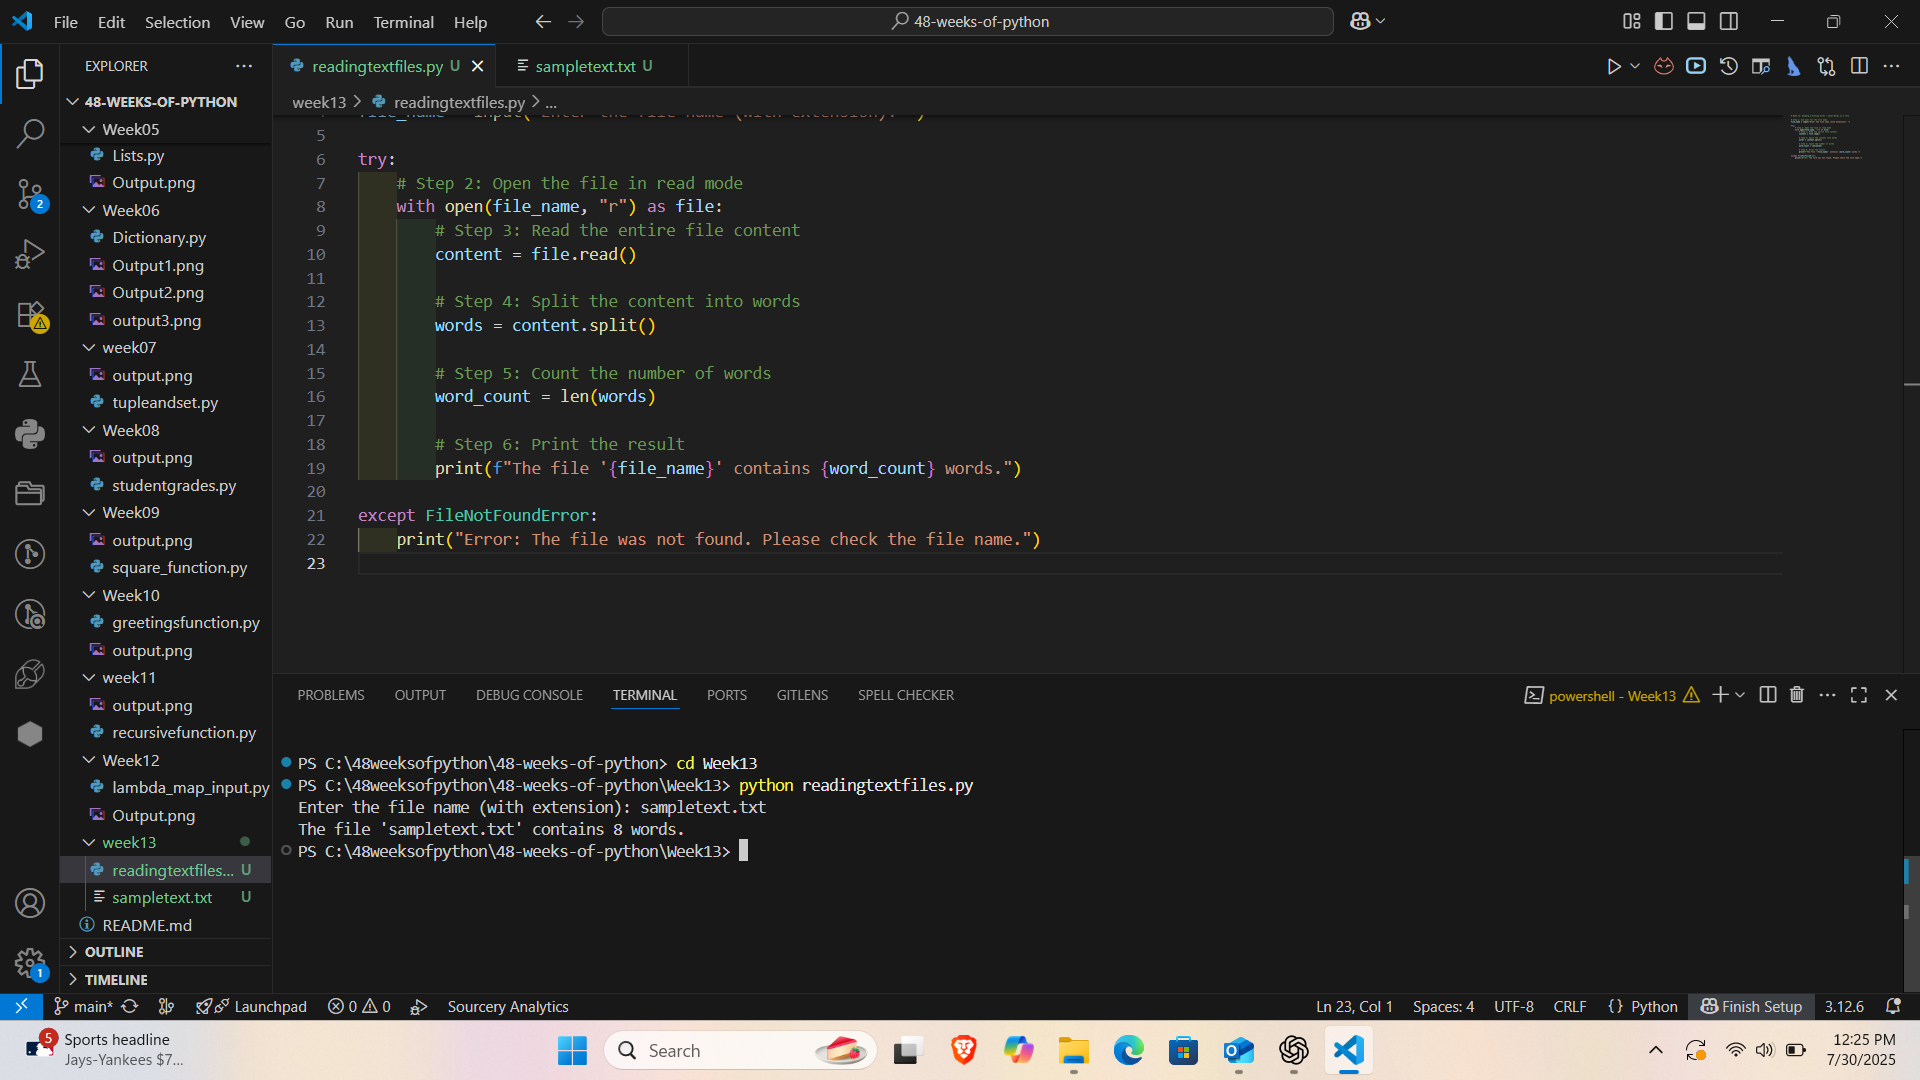 File Edit Selection View Go Run Terminal Help
48-weeks-of-python
EXPLORER
48-WEEKS-OF-PYTHON
Week05
Lists.py
Output.png
Week06
Dictionary.py
Output1.png
Output2.png
output3.png
week07
output.png
tupleandset.py
Week08
output.png
studentgrades.py
Week09
output.png
square_function.py
Week10
greetingsfunction.py
output.png
week11
output.png
recursivefunction.py
Week12
lambda_map_input.py
Output.png
week13
readingtextfiles... U
sampletext.txt U
README.md
OUTLINE
TIMELINE
2
1
readingtextfiles.py U
sampletext.txt U
week13 > readingtextfiles.py > ...
file_name = input("Enter the file name (with extension): ")
5
6 try:
7 # Step 2: Open the file in read mode
8 with open(file_name, "r") as file:
9 # Step 3: Read the entire file content
10 content = file.read()
11
12 # Step 4: Split the content into words
13 words = content.split()
14
15 # Step 5: Count the number of words
16 word_count = len(words)
17
18 # Step 6: Print the result
19 print(f"The file '{file_name}' contains {word_count} words.")
20
21 except FileNotFoundError:
22 print("Error: The file was not found. Please check the file name.")
23
PROBLEMS OUTPUT DEBUG CONSOLE TERMINAL PORTS GITLENS SPELL CHECKER
powershell - Week13
PS C:\48weeksofpython\48-weeks-of-python> cd Week13
PS C:\48weeksofpython\48-weeks-of-python\Week13> python readingtextfiles.py
Enter the file name (with extension): sampletext.txt
The file 'sampletext.txt' contains 8 words.
PS C:\48weeksofpython\48-weeks-of-python\Week13>
main* Launchpad 0 0 Sourcery Analytics
Ln 23, Col 1 Spaces: 4 UTF-8 CRLF {} Python Finish Setup 3.12.6
5
Sports headline
Jays-Yankees $7...
Search
12:25 PM
7/30/2025